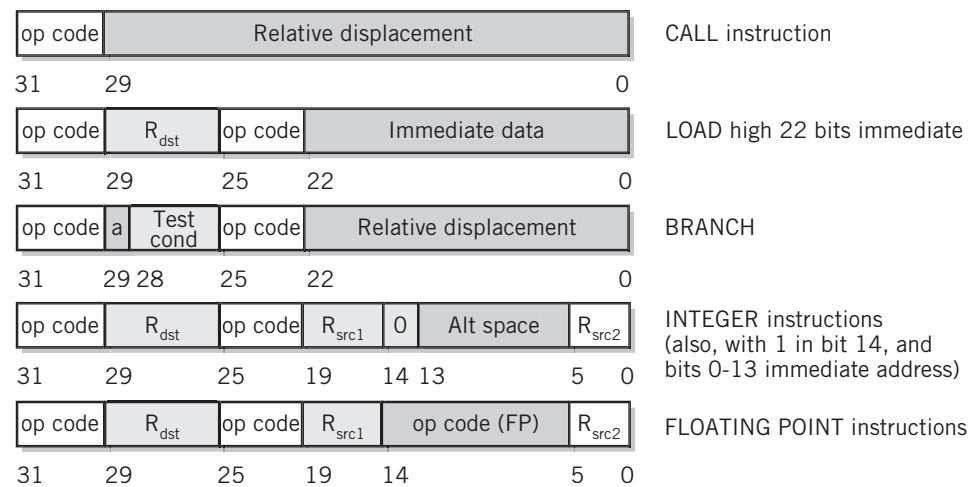 op code Relative displacement CALL instruction
31 29 0
op code Rdst op code Immediate data LOAD high 22 bits immediate
31 29 25 22 0
op code a Test cond op code Relative displacement BRANCH
31 29 28 25 22 0
op code Rdst op code Rsrc1 0 Alt space Rsrc2 INTEGER instructions
(also, with 1 in bit 14, and
bits 0-13 immediate address)
31 29 25 19 14 13 5 0
op code Rdst op code Rsrc1 op code (FP) Rsrc2 FLOATING POINT instructions
31 29 25 19 14 5 0